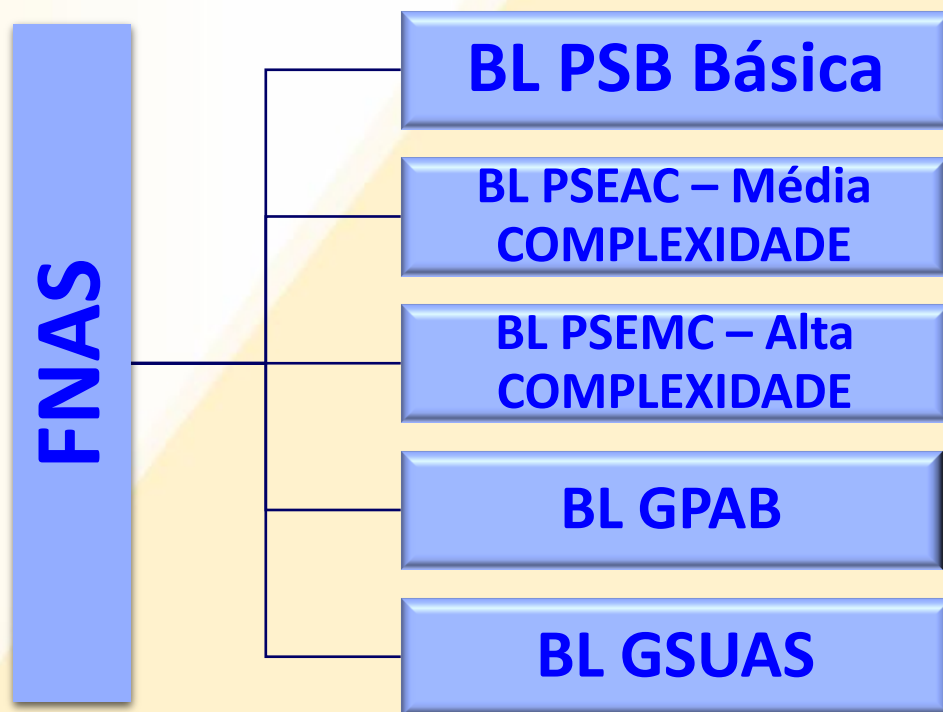 FNAS
BL PSB Básica
BL PSEAC – Média
COMPLEXIDADE
BL PSEMC – Alta
COMPLEXIDADE
BL GPAB
BL GSUAS